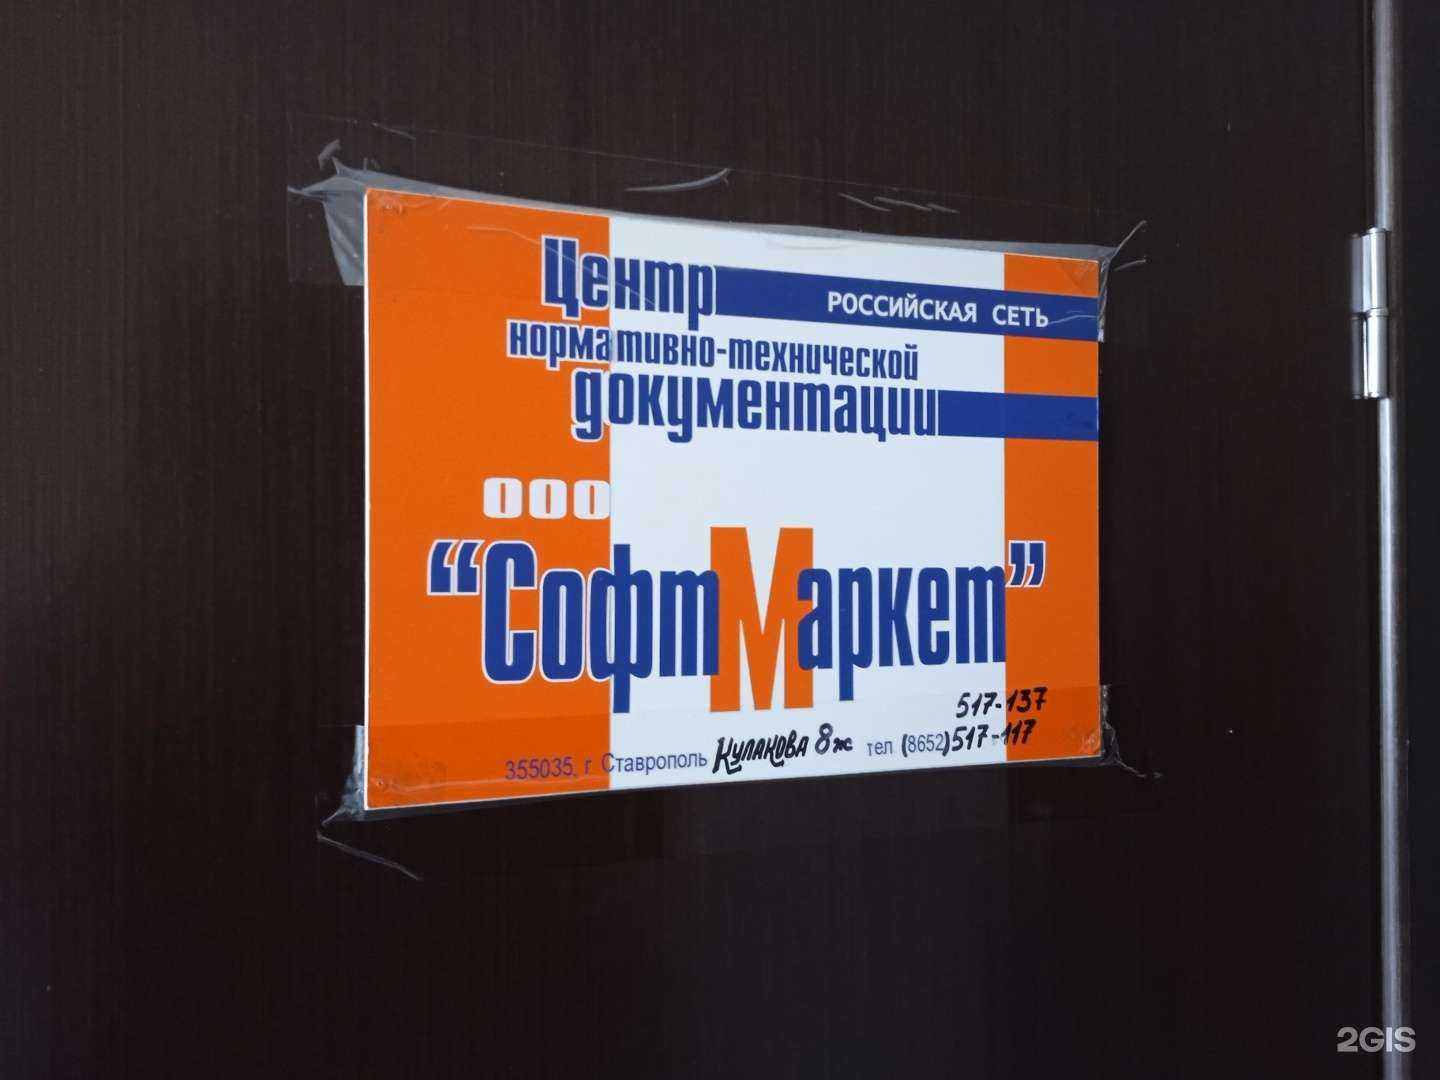 Центр
РОССИЙСКАЯ СЕТЬ
нормативно-технической
документации
ООО
"СофтМаркет"
517-137
355035, г Ставрополь Кулакова 8ж тел (8652)517-117
2GIS